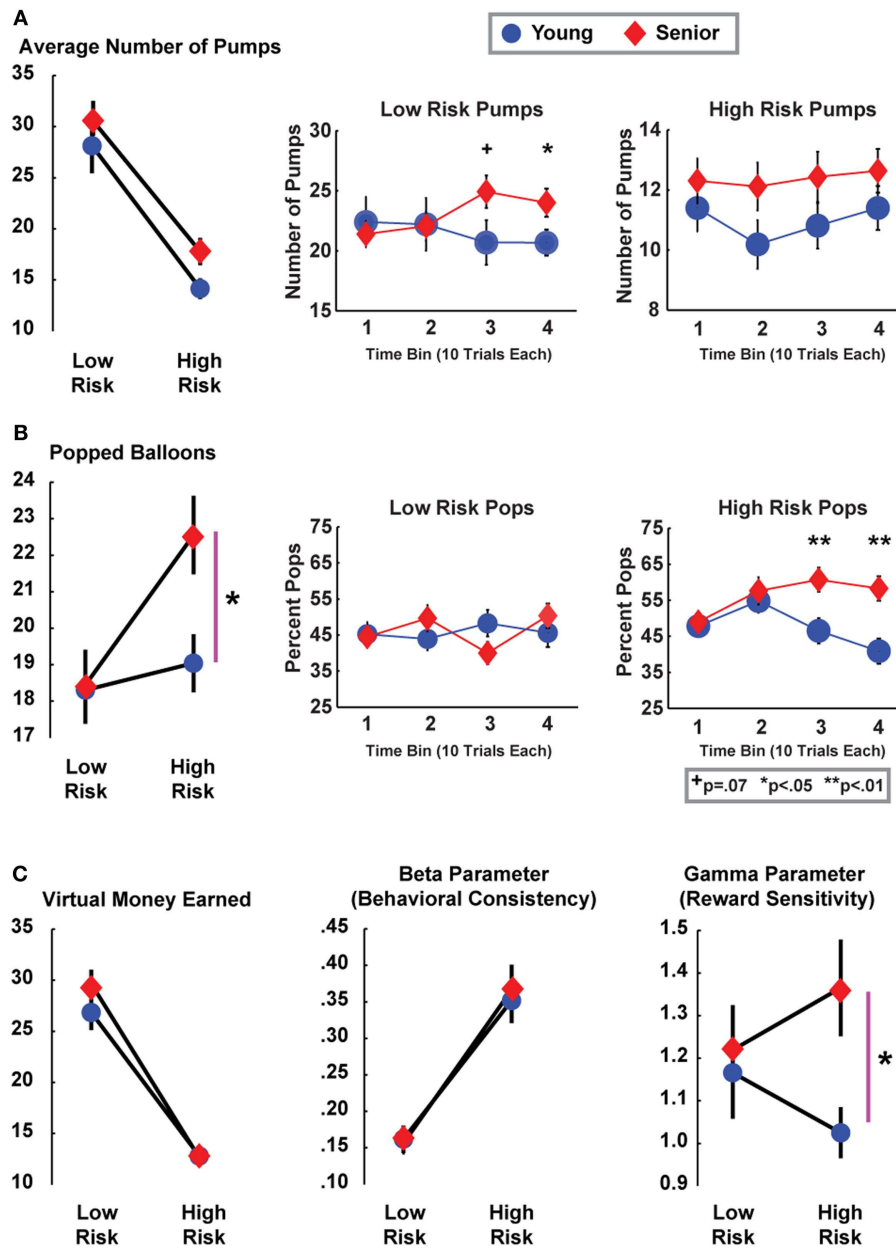 A
Average Number of Pumps
Young Senior
35
30
25
20
15
10
Low
Risk
High
Risk
Low Risk Pumps
Number of Pumps
30
25
20
15
+ *
1 2 3 4
Time Bin (10 Trials Each)
High Risk Pumps
Number of Pumps
14
12
10
8
1 2 3 4
Time Bin (10 Trials Each)
B
Popped Balloons
24
23
22
21
20
19
18
17
*
Low
Risk
High
Risk
Low Risk Pops
Percent Pops
75
65
55
45
35
25
1 2 3 4
Time Bin (10 Trials Each)
High Risk Pops
Percent Pops
75
65
55
45
35
25
** **
1 2 3 4
Time Bin (10 Trials Each)
+p=.07 *p<.05 **p<.01
C
Virtual Money Earned
35
30
25
20
15
10
Low
Risk
High
Risk
Beta Parameter
(Behavioral Consistency)
.45
.40
.35
.30
.25
.20
.15
.10
Low
Risk
High
Risk
Gamma Parameter
(Reward Sensitivity)
1.5
1.4
1.3
1.2
1.1
1.0
0.9
*
Low
Risk
High
Risk